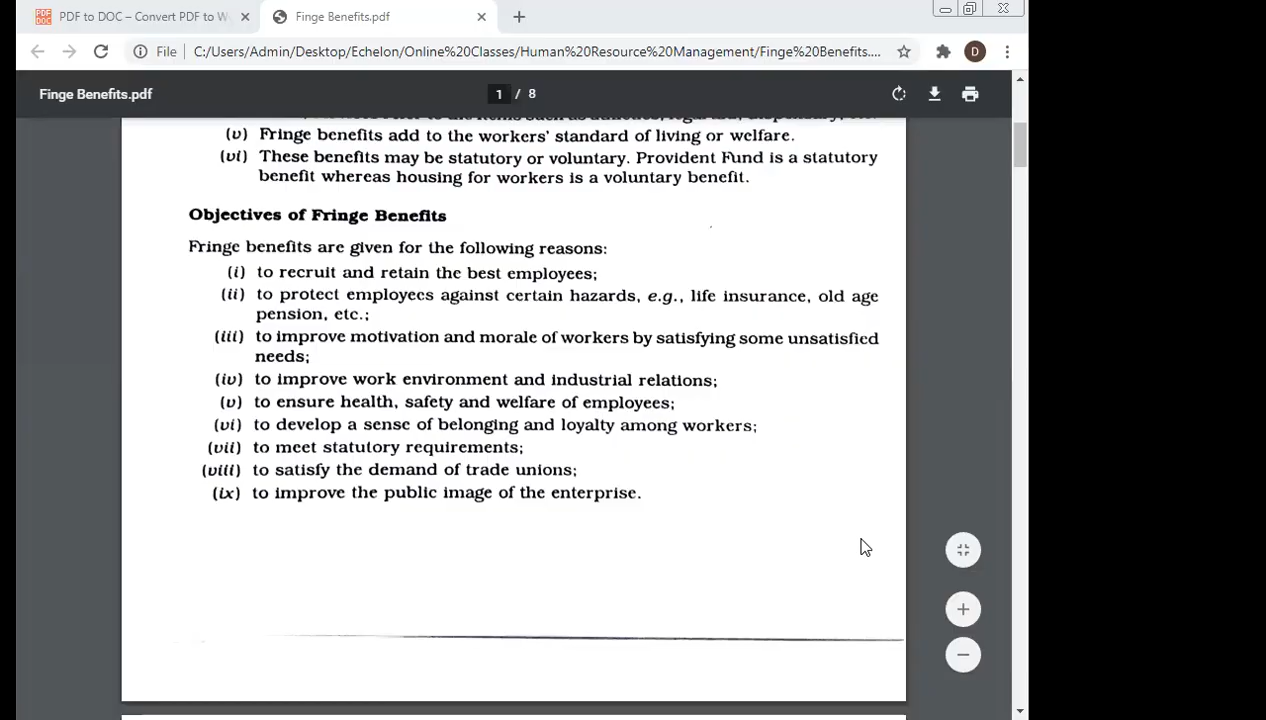 PDF to DOC – Convert PDF to W
Finge Benefits.pdf
File
C:/Users/Admin/Desktop/Echelon/Online%20Classes/Human%20Resource%20Management/Finge%20Benefits....
D
Finge Benefits.pdf
1 / 8
(v) Fringe benefits add to the workers' standard of living or welfare.
(vi) These benefits may be statutory or voluntary. Provident Fund is a statutory
benefit whereas housing for workers is a voluntary benefit.
Objectives of Fringe Benefits
Fringe benefits are given for the following reasons:
(i) to recruit and retain the best employees;
(ii) to protect employees against certain hazards, e.g., life insurance, old age
pension, etc.;
(iii) to improve motivation and morale of workers by satisfying some unsatisfied
needs;
(iv) to improve work environment and industrial relations;
(v) to ensure health, safety and welfare of employees;
(vi) to develop a sense of belonging and loyalty among workers;
(vii) to meet statutory requirements;
(viii) to satisfy the demand of trade unions;
(ix) to improve the public image of the enterprise.